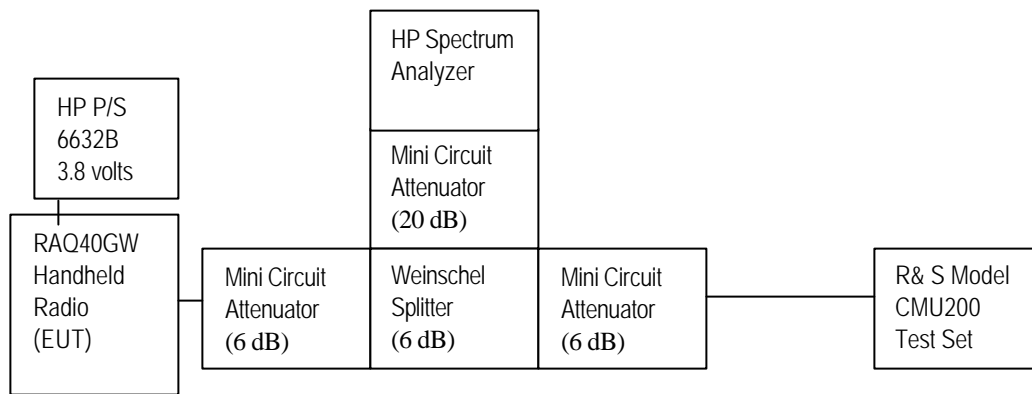 HP Spectrum
Analyzer
HP P/S
6632B
3.8 volts
Mini Circuit
Attenuator
(20 dB)
RAQ40GW
Handheld
Radio
(EUT)
Mini Circuit
Attenuator
(6 dB)
Weinschel
Splitter
(6 dB)
Mini Circuit
Attenuator
(6 dB)
R& S Model
CMU200
Test Set